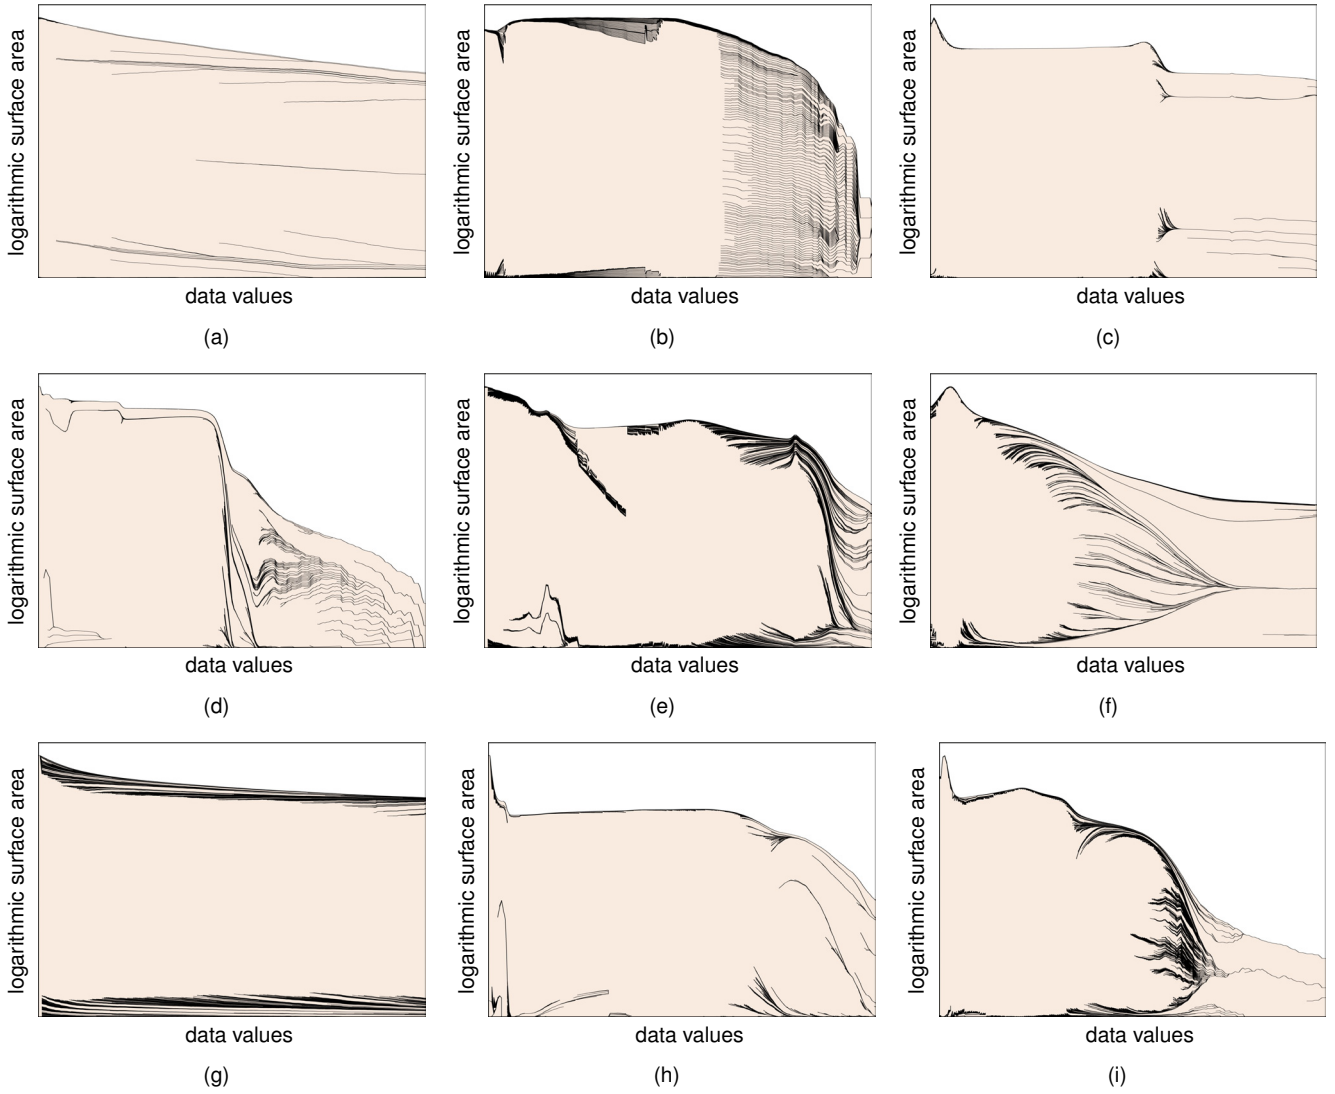 logarithmic surface area
data values
(a)
logarithmic surface area
data values
(b)
logarithmic surface area
data values
(c)
logarithmic surface area
data values
(d)
logarithmic surface area
data values
(e)
logarithmic surface area
data values
(f)
logarithmic surface area
data values
(g)
logarithmic surface area
data values
(h)
logarithmic surface area
data values
(i)